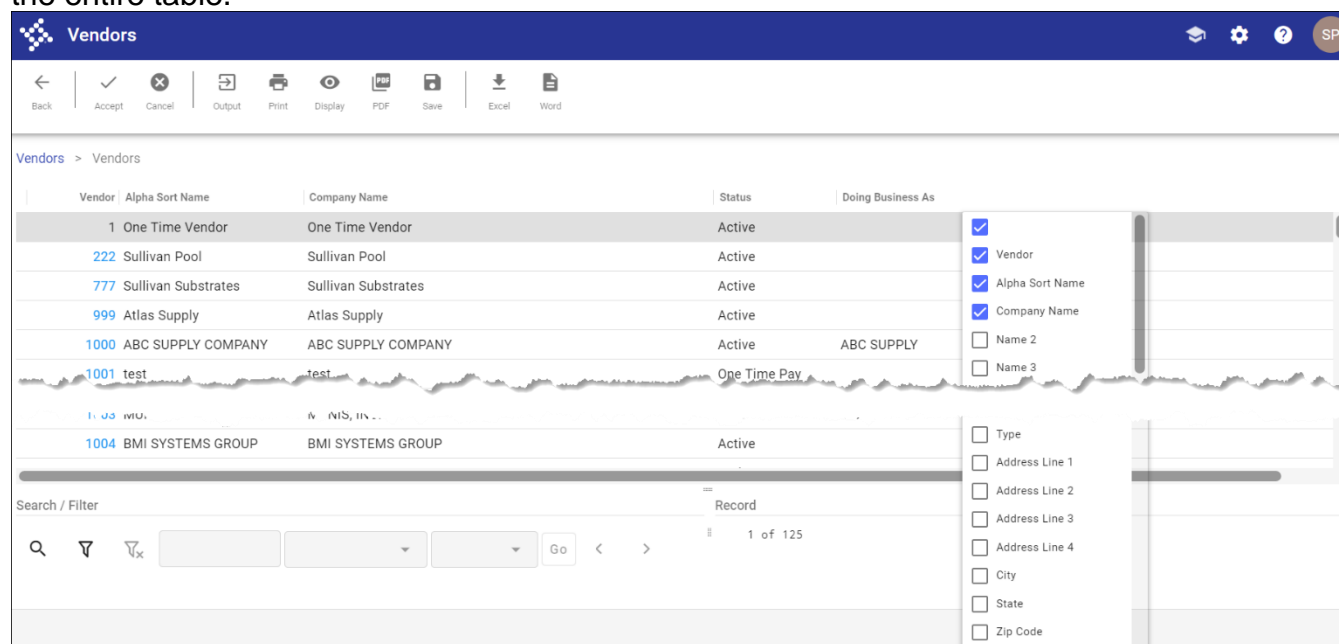 the entire table.
Vendors
SP
Back Accept Cancel Output Print Display PDF Save Excel Word
Vendors > Vendors
Vendor Alpha Sort Name Company Name Status Doing Business As
1 One Time Vendor One Time Vendor Active
222 Sullivan Pool Sullivan Pool Active Vendor
777 Sullivan Substrates Sullivan Substrates Active Alpha Sort Name
999 Atlas Supply Atlas Supply Active Company Name
1000 ABC SUPPLY COMPANY ABC SUPPLY COMPANY Active ABC SUPPLY Name 2
1001 test test One Time Pay Name 3
1004 BMI SYSTEMS GROUP BMI SYSTEMS GROUP Active Type
Address Line 1
Address Line 2
Search / Filter Record
Address Line 3
1 of 125
Address Line 4
Go < >
City
State
Zip Code